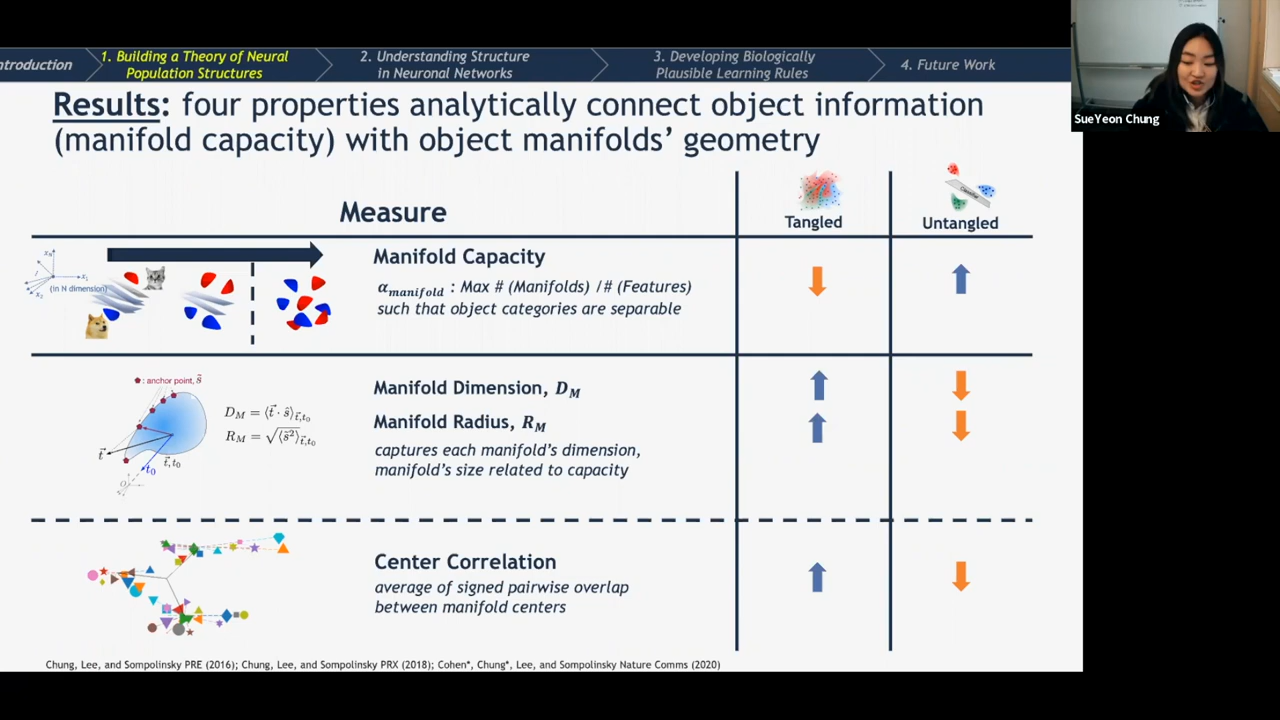 ntroduction
1. Building a Theory of Neural
Population Structures
2. Understanding Structure
in Neuronal Networks
3. Developing Biologically
Plausible Learning Rules
4. Future Work
SueYeon Chung
Results: four properties analytically connect object information
(manifold capacity) with object manifolds’ geometry
Measure
Tangled
Untangled
(in N dimension)
Manifold Capacity
α_manifold : Max # (Manifolds) /# (Features)
such that object categories are separable
: anchor point, s̃
D_M = ⟨t⃗ · ŝ⟩_t⃗,t₀
R_M = √⟨s̃²⟩_t⃗,t₀
Manifold Dimension, D_M
Manifold Radius, R_M
captures each manifold’s dimension,
manifold’s size related to capacity
Center Correlation
average of signed pairwise overlap
between manifold centers
Chung, Lee, and Sompolinsky PRE (2016); Chung, Lee, and Sompolinsky PRX (2018); Cohen*, Chung*, Lee, and Sompolinsky Nature Comms (2020)